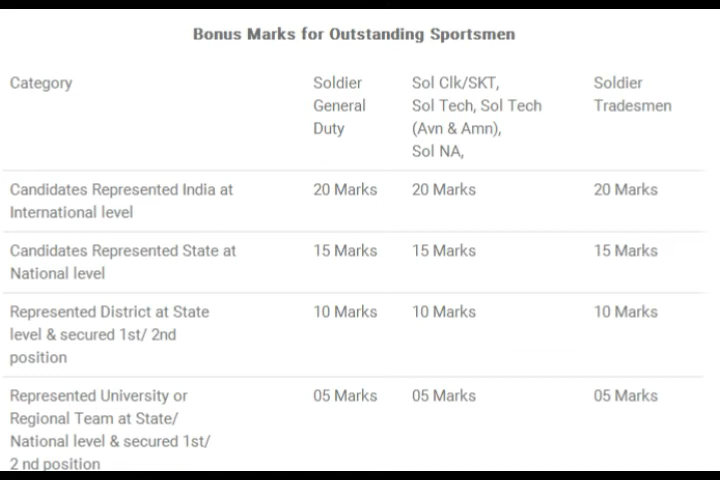 Bonus Marks for Outstanding Sportsmen
Category
Soldier
General
Duty
Sol Clk/SKT,
Sol Tech, Sol Tech
(Avn & Amn),
Sol NA,
Soldier
Tradesmen
Candidates Represented India at
International level
20 Marks
20 Marks
20 Marks
Candidates Represented State at
National level
15 Marks
15 Marks
15 Marks
Represented District at State
level & secured 1st/ 2nd
position
10 Marks
10 Marks
10 Marks
Represented University or
Regional Team at State/
National level & secured 1st/
2 nd position
05 Marks
05 Marks
05 Marks